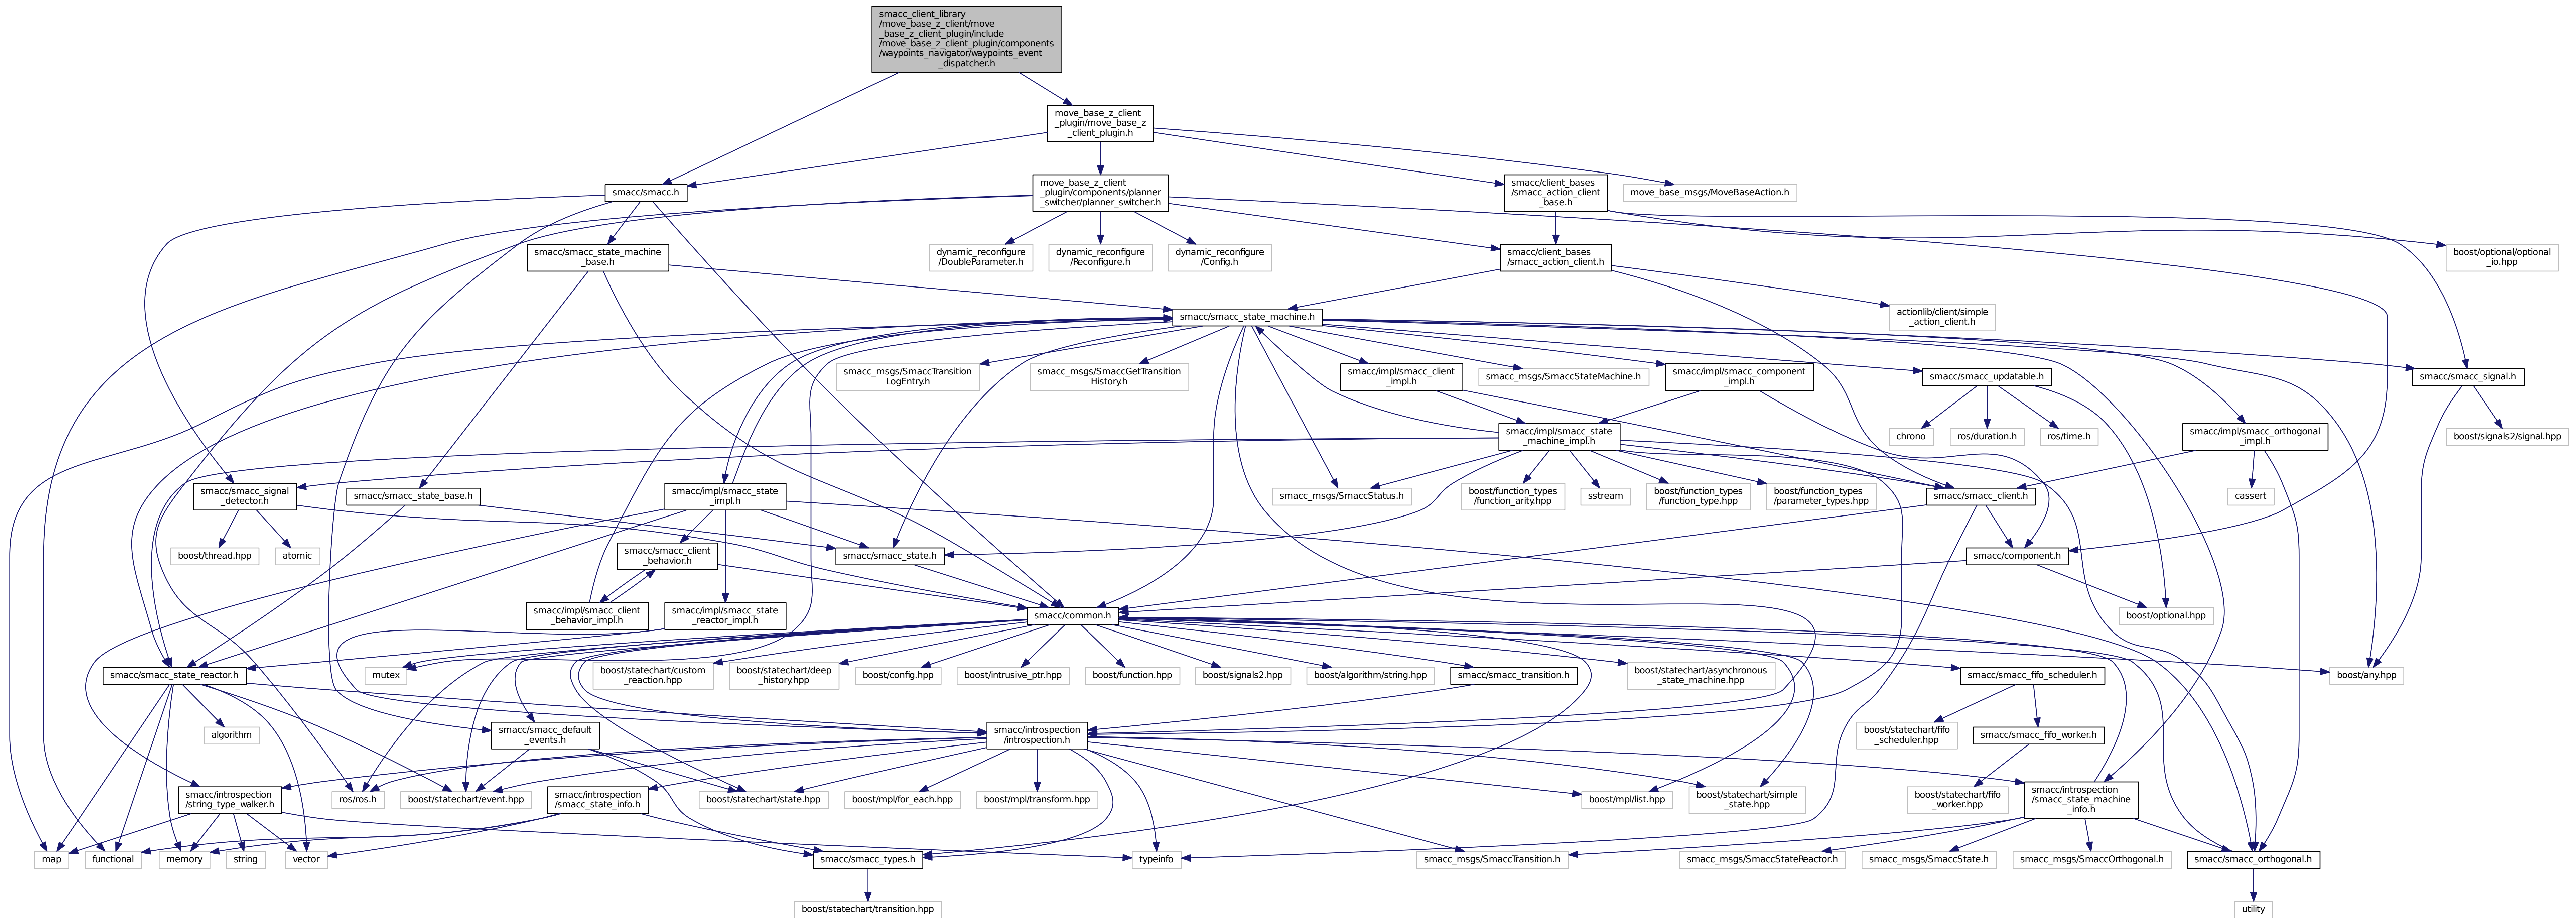 smacc_client_library
/move_base_z_client/move
_base_z_client_plugin/include
/move_base_z_client_plugin/components
/waypoints_navigator/waypoints_event
_dispatcher.h
move_base_z_client
_plugin/move_base_z
_client_plugin.h
smacc/smacc.h
move_base_z_client
_plugin/components/planner
_switcher/planner_switcher.h
smacc/client_bases
/smacc_action_client
_base.h
move_base_msgs/MoveBaseAction.h
smacc/smacc_state_machine
_base.h
dynamic_reconfigure
/DoubleParameter.h
dynamic_reconfigure
/Reconfigure.h
dynamic_reconfigure
/Config.h
smacc/client_bases
/smacc_action_client.h
boost/optional/optional
_io.hpp
smacc/smacc_state_machine.h
actionlib/client/simple
_action_client.h
smacc_msgs/SmaccTransition
LogEntry.h
smacc_msgs/SmaccGetTransition
History.h
smacc/impl/smacc_client
_impl.h
smacc_msgs/SmaccStateMachine.h
smacc/impl/smacc_component
_impl.h
smacc/smacc_updatable.h
smacc/smacc_signal.h
smacc/impl/smacc_state
_machine_impl.h
chrono
ros/duration.h
ros/time.h
smacc/impl/smacc_orthogonal
_impl.h
boost/signals2/signal.hpp
smacc/smacc_signal
_detector.h
smacc/smacc_state_base.h
smacc/impl/smacc_state
_impl.h
smacc_msgs/SmaccStatus.h
boost/function_types
/function_arity.hpp
sstream
boost/function_types
/function_type.hpp
boost/function_types
/parameter_types.hpp
smacc/smacc_client.h
cassert
boost/thread.hpp
atomic
smacc/smacc_client
_behavior.h
smacc/smacc_state.h
smacc/component.h
smacc/impl/smacc_client
_behavior_impl.h
smacc/impl/smacc_state
_reactor_impl.h
smacc/common.h
boost/optional.hpp
smacc/smacc_state_reactor.h
mutex
boost/statechart/custom
_reaction.hpp
boost/statechart/deep
_history.hpp
boost/config.hpp
boost/intrusive_ptr.hpp
boost/function.hpp
boost/signals2.hpp
boost/algorithm/string.hpp
smacc/smacc_transition.h
boost/statechart/asynchronous
_state_machine.hpp
smacc/smacc_fifo_scheduler.h
boost/any.hpp
algorithm
smacc/smacc_default
_events.h
smacc/introspection
/introspection.h
boost/statechart/fifo
_scheduler.hpp
smacc/smacc_fifo_worker.h
smacc/introspection
/string_type_walker.h
ros/ros.h
boost/statechart/event.hpp
smacc/introspection
/smacc_state_info.h
boost/statechart/state.hpp
boost/mpl/for_each.hpp
boost/mpl/transform.hpp
boost/mpl/list.hpp
boost/statechart/simple
_state.hpp
boost/statechart/fifo
_worker.hpp
smacc/introspection
/smacc_state_machine
_info.h
map
functional
memory
string
vector
smacc/smacc_types.h
typeinfo
smacc_msgs/SmaccTransition.h
smacc_msgs/SmaccStateReactor.h
smacc_msgs/SmaccState.h
smacc_msgs/SmaccOrthogonal.h
smacc/smacc_orthogonal.h
boost/statechart/transition.hpp
utility